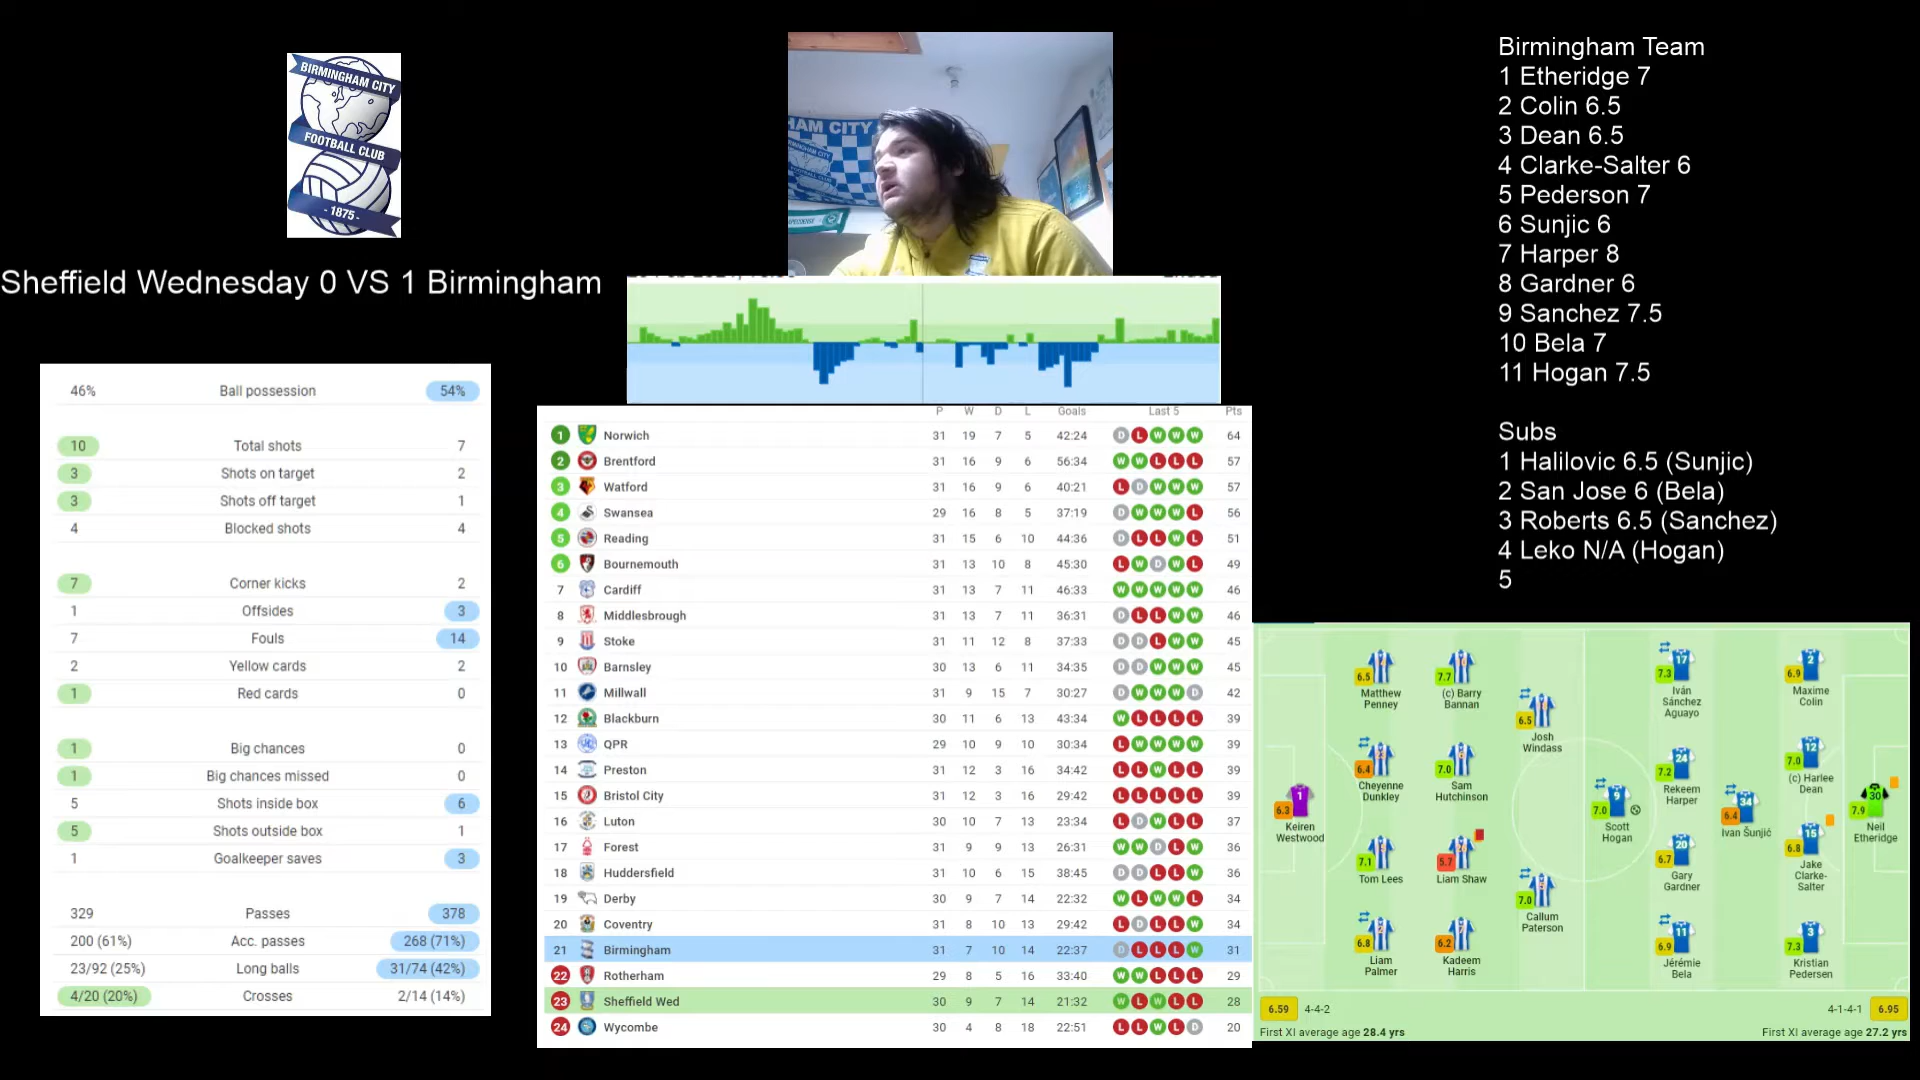 BIRMINGHAM CITY
FOOTBALL CLUB
- 1875 -
Sheffield Wednesday 0 VS 1 Birmingham
46% Ball possession 54%
10 Total shots 7
3 Shots on target 2
3 Shots off target 1
4 Blocked shots 4
7 Corner kicks 2
1 Offsides 3
7 Fouls 14
2 Yellow cards 2
1 Red cards 0
1 Big chances 0
1 Big chances missed 0
5 Shots inside box 6
5 Shots outside box 1
1 Goalkeeper saves 3
329 Passes 378
200 (61%) Acc. passes 268 (71%)
23/92 (25%) Long balls 31/74 (42%)
4/20 (20%) Crosses 2/14 (14%)
HAM CITY
P W D L Goals Last 5 Pts
1 Norwich 31 19 7 5 42:24 D L W W W 64
2 Brentford 31 16 9 6 56:34 W W L L L 57
3 Watford 31 16 9 6 40:21 L D W W W 57
4 Swansea 29 16 8 5 37:19 D W W W L 56
5 Reading 31 15 6 10 44:36 D L L W L 51
6 Bournemouth 31 13 10 8 45:30 L W D W L 49
7 Cardiff 31 13 7 11 46:33 W W W W W 46
8 Middlesbrough 31 13 7 11 36:31 D L L W W 46
9 Stoke 31 11 12 8 37:33 D D L W W 45
10 Barnsley 30 13 6 11 34:35 D D W W W 45
11 Millwall 31 9 15 7 30:27 D W W W D 42
12 Blackburn 30 11 6 13 43:34 W L L L L 39
13 QPR 29 10 9 10 30:34 L W W W W 39
14 Preston 31 12 3 16 34:42 L L W L L 39
15 Bristol City 31 12 3 16 29:42 L L L L L 39
16 Luton 30 10 7 13 23:34 L D W L L 37
17 Forest 31 9 9 13 26:31 W W D L W 36
18 Huddersfield 31 10 6 15 38:45 D D L L W 36
19 Derby 30 9 7 14 22:32 W L W W L 34
20 Coventry 31 8 10 13 29:42 L D L L W 34
21 Birmingham 31 7 10 14 22:37 D L L L W 31
22 Rotherham 29 8 5 16 33:40 W W L L L 29
23 Sheffield Wed 30 9 7 14 21:32 W L W L L 28
24 Wycombe 30 4 8 18 22:51 L L W L D 20
Birmingham Team
1 Etheridge 7
2 Colin 6.5
3 Dean 6.5
4 Clarke-Salter 6
5 Pederson 7
6 Sunjic 6
7 Harper 8
8 Gardner 6
9 Sanchez 7.5
10 Bela 7
11 Hogan 7.5
Subs
1 Halilovic 6.5 (Sunjic)
2 San Jose 6 (Bela)
3 Roberts 6.5 (Sanchez)
4 Leko N/A (Hogan)
5
1
6.3
Keiren
Westwood
6.5
Matthew
Penney
6.4
Cheyenne
Dunkley
7.1
Tom Lees
6.8
Liam
Palmer
7.7
(c) Barry
Bannan
7.0
Sam
Hutchinson
5.7
Liam Shaw
6.2
Kadeem
Harris
6.5
Josh
Windass
7.0
Callum
Paterson
9
7.0
Scott
Hogan
17
7.3
Iván
Sánchez
Aguayo
24
7.2
Rekeem
Harper
20
6.7
Gary
Gardner
11
6.9
Jérémie
Bela
34
6.4
Ivan Šunjić
2
6.9
Maxime
Colin
12
7.0
(c) Harlee
Dean
15
6.8
Jake
Clarke-
Salter
3
7.3
Kristian
Pedersen
30
7.9
Neil
Etheridge
6.59 4-4-2 4-1-4-1 6.95
First XI average age 28.4 yrs First XI average age 27.2 yrs